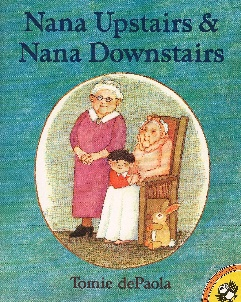 Nana Upstairs &
Nana Downstairs
Tomie dePaola